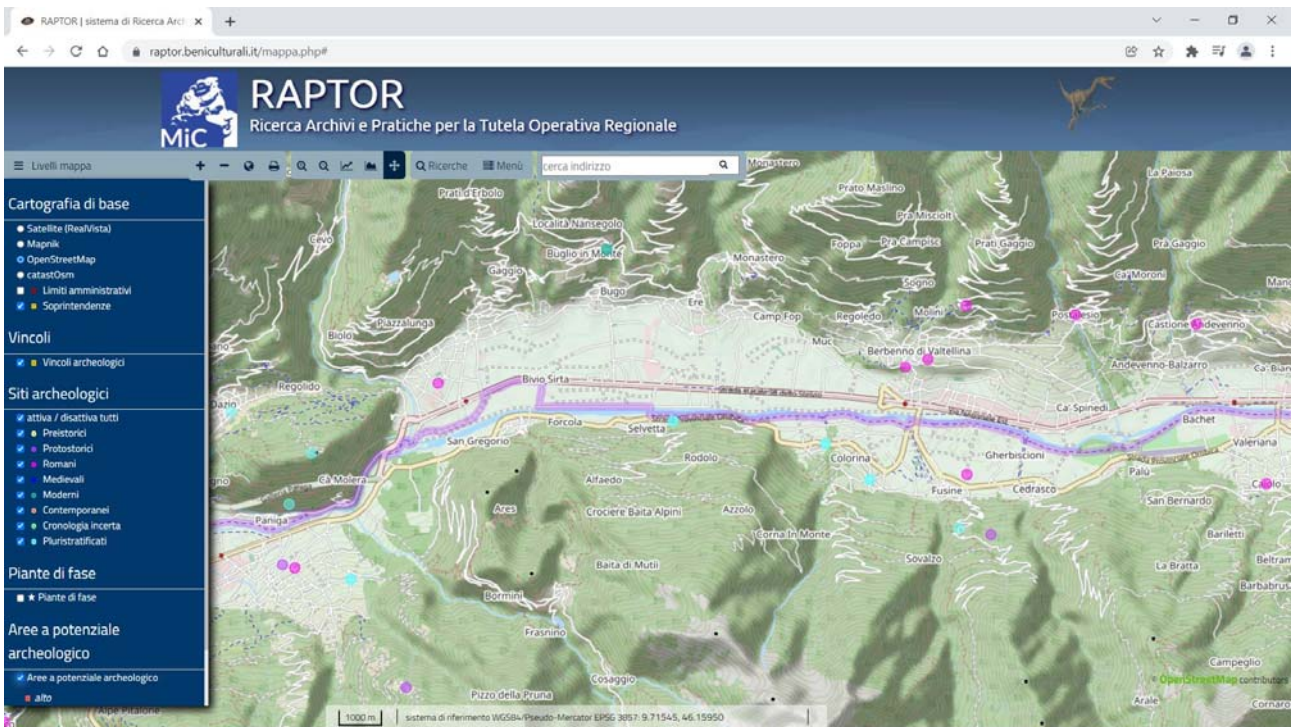 RAPTOR | sistema di Ricerca Arch
raptor.beniculturali.it/mappa.php#
MiC
RAPTOR
Ricerca Archivi e Pratiche per la Tutela Operativa Regionale
Livelli mappa
Ricerche
Menù
cerca indirizzo
Cartografia di base
Satellite (RealVista)
Mapnik
OpenStreetMap
catastOsm
Limiti amministrativi
Soprintendenze
Vincoli
Vincoli archeologici
Siti archeologici
attiva / disattiva tutti
Preistorici
Protostorici
Romani
Medievali
Moderni
Contemporanei
Cronologia incerta
Pluristratificati
Piante di fase
Piante di fase
Aree a potenziale
archeologico
Aree a potenziale archeologico
alto
Monastero
La Paiosa
Prati d'Erbolo
Prato Maslino
Località Nansegolo
Pra Misciolt
Cevo
Buglio in Monte
Foppa
Pra Campisc
Prati Gaggio
Prà Gaggio
Gaggio
Monastero
Sogno
Ca' Moroni
Bugo
Ere
Camp Fop
Regoledo
Molini
Postalesio
Castione Andevenno
Biolo
Piazzalunga
Berbenno di Valtellina
Andevenno-Balzarro
Regolido
Bivio Sirta
Dazio
Ca' Spinedi
Forcola
Selvetta
Bachet
San Gregorio
Valeriana
Rodolo
Colorina
Gherbiscioni
Cà Molera
Alfaedo
Fusine
Cedrasco
Palù
Caiolo
Paniga
Ares
Crociere Baita Alpini
Azzolo
San Bernardo
Corna In Monte
Bariletti
Baita di Mutii
Sovalzo
La Bratta
Bormini
Frasnino
Campeglio
Cosaggio
© OpenStreetMap contributors
Pizzo della Pruna
Arale
Cornaro
Alpe Pitalone
1000 m
sistema di riferimento WGS84/Pseudo-Mercator EPSG 3857: 9.71545, 46.15950